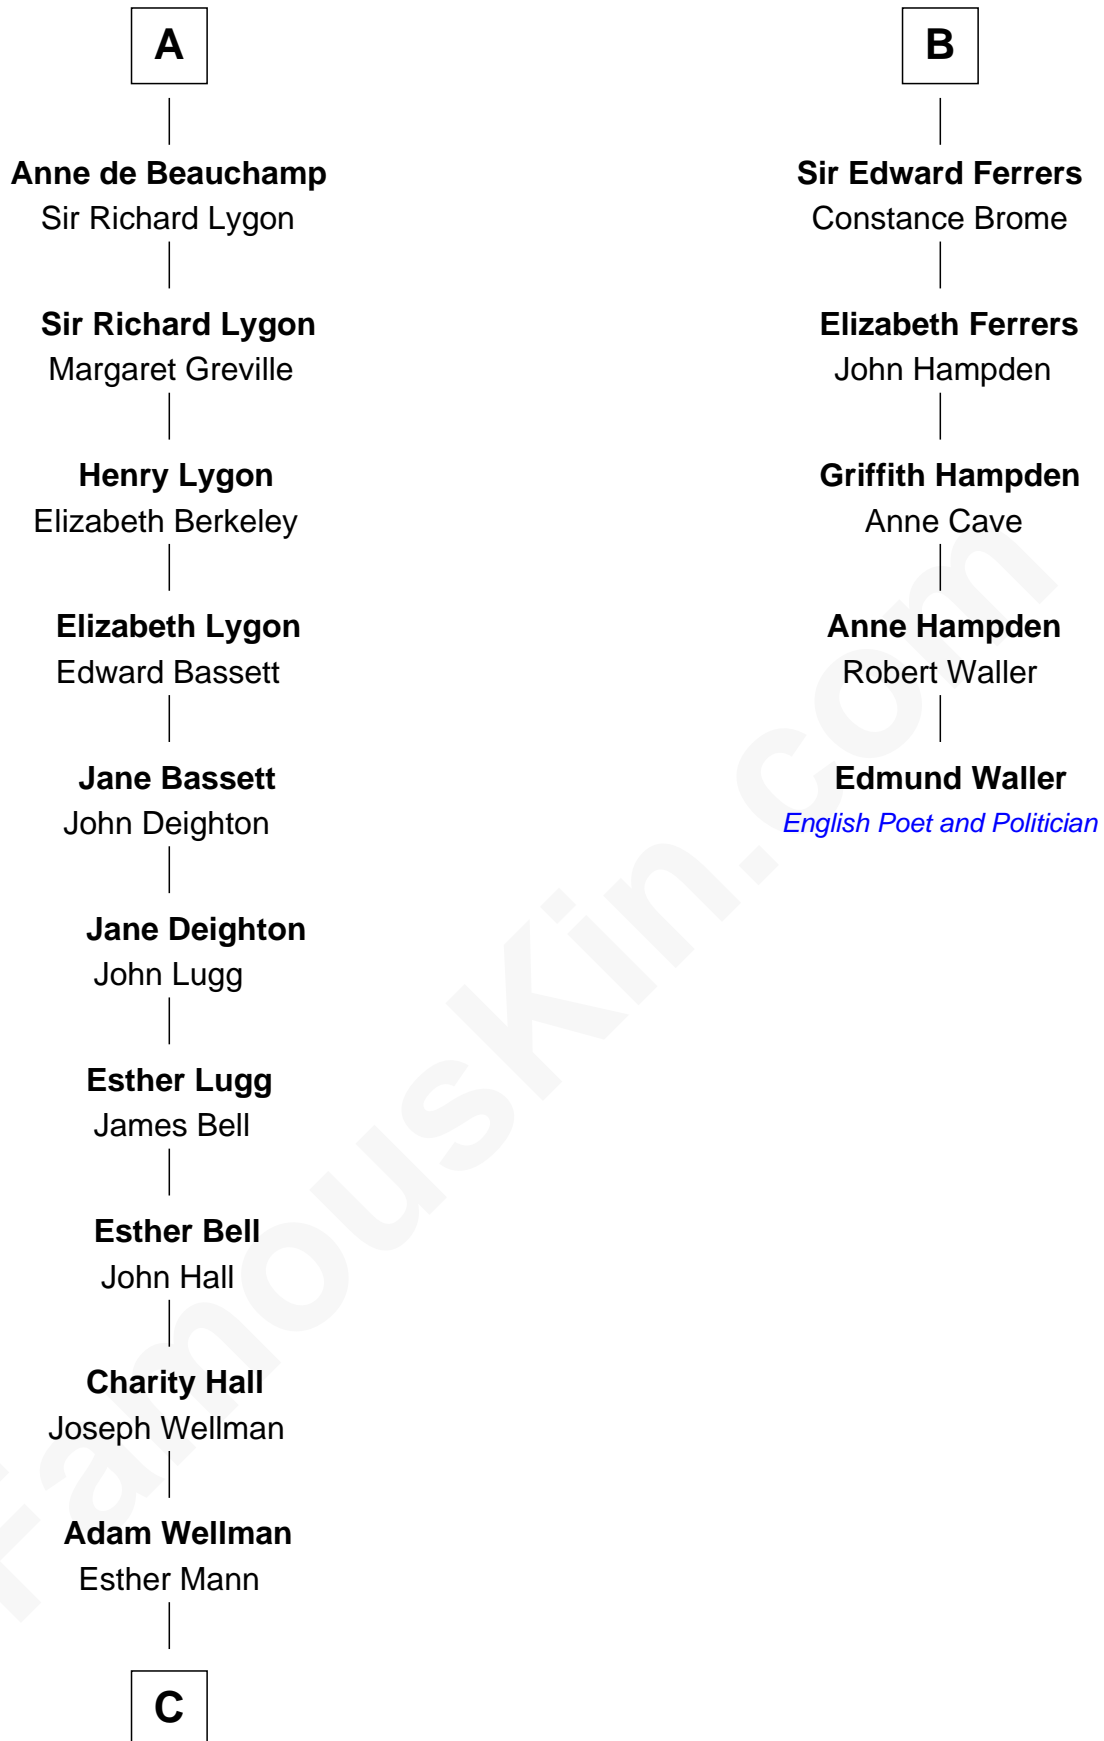 A
Anne de Beauchamp
Sir Richard Lygon
Sir Richard Lygon
Margaret Greville
Henry Lygon
Elizabeth Berkeley
Elizabeth Lygon
Edward Bassett
Jane Bassett
John Deighton
Jane Deighton
John Lugg
Esther Lugg
James Bell
Esther Bell
John Hall
Charity Hall
Joseph Wellman
Adam Wellman
Esther Mann
C
B
Sir Edward Ferrers
Constance Brome
Elizabeth Ferrers
John Hampden
Griffith Hampden
Anne Cave
Anne Hampden
Robert Waller
Edmund Waller
English Poet and Politician
FamousKin.com